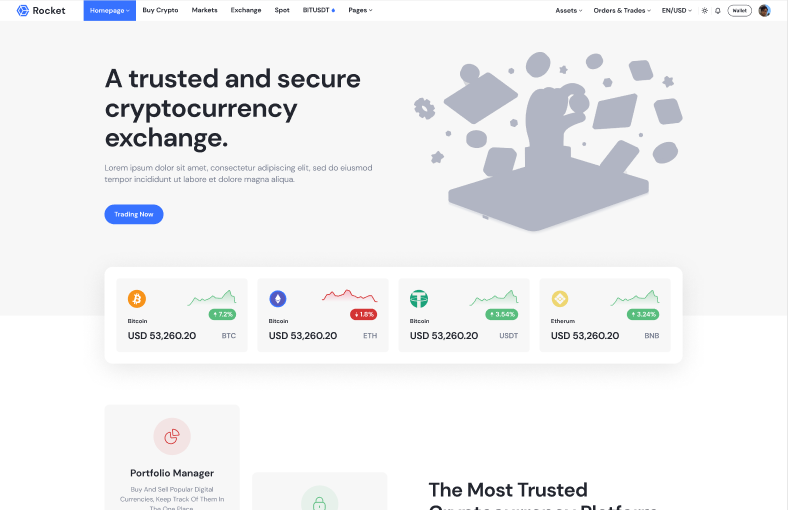 Rocket
Homepage
Buy Crypto
Markets
Exchange
Spot
BITUSDT
Pages
Assets
Orders & Trades
EN/USD
Wallet
A trusted and secure
cryptocurrency
exchange.
Lorem ipsum dolor sit amet, consectetur adipiscing elit, sed do eiusmod
tempor incididunt ut labore et dolore magna aliqua.
Trading Now
7.2%
Bitcoin
USD 53,260.20 BTC
1.8%
Bitcoin
USD 53,260.20 ETH
3.54%
Bitcoin
USD 53,260.20 USDT
3.24%
Etherum
USD 53,260.20 BNB
Portfolio Manager
Buy And Sell Popular Digital
Currencies, Keep Track Of Them In
The One Place.
The Most Trusted
Cryptocurrency Platform